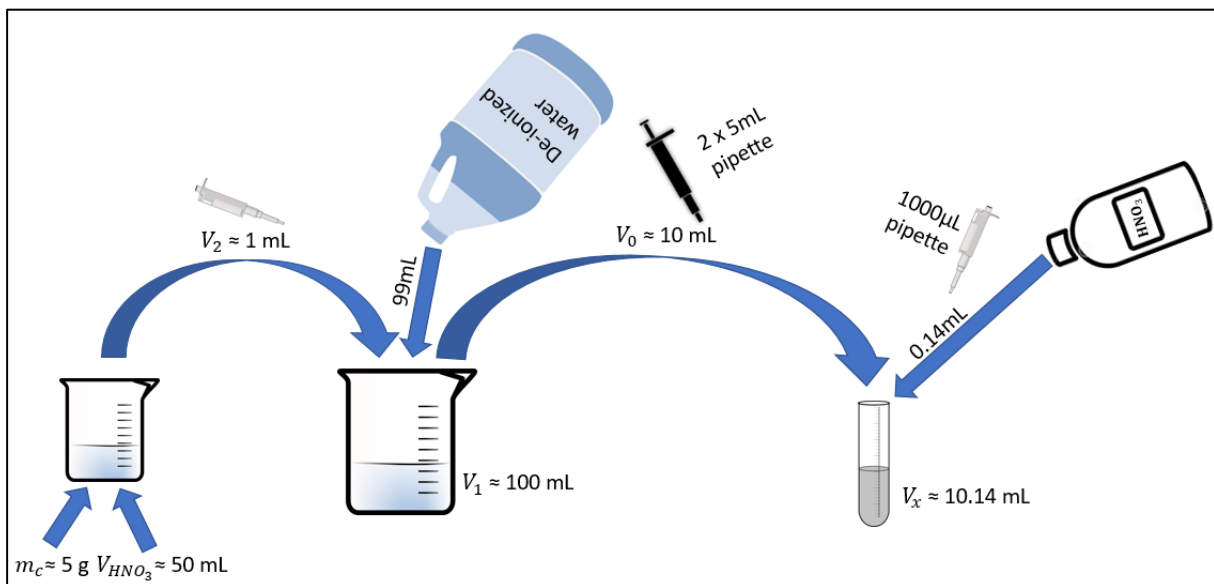 De-ionized
water
2 x 5mL
pipette
1000µL
pipette
HNO₃
V₂ ≈ 1 mL
99mL
V₀ ≈ 10 mL
0.14mL
V₁ ≈ 100 mL
Vₓ ≈ 10.14 mL
m_c ≈ 5 g V_HNO₃ ≈ 50 mL